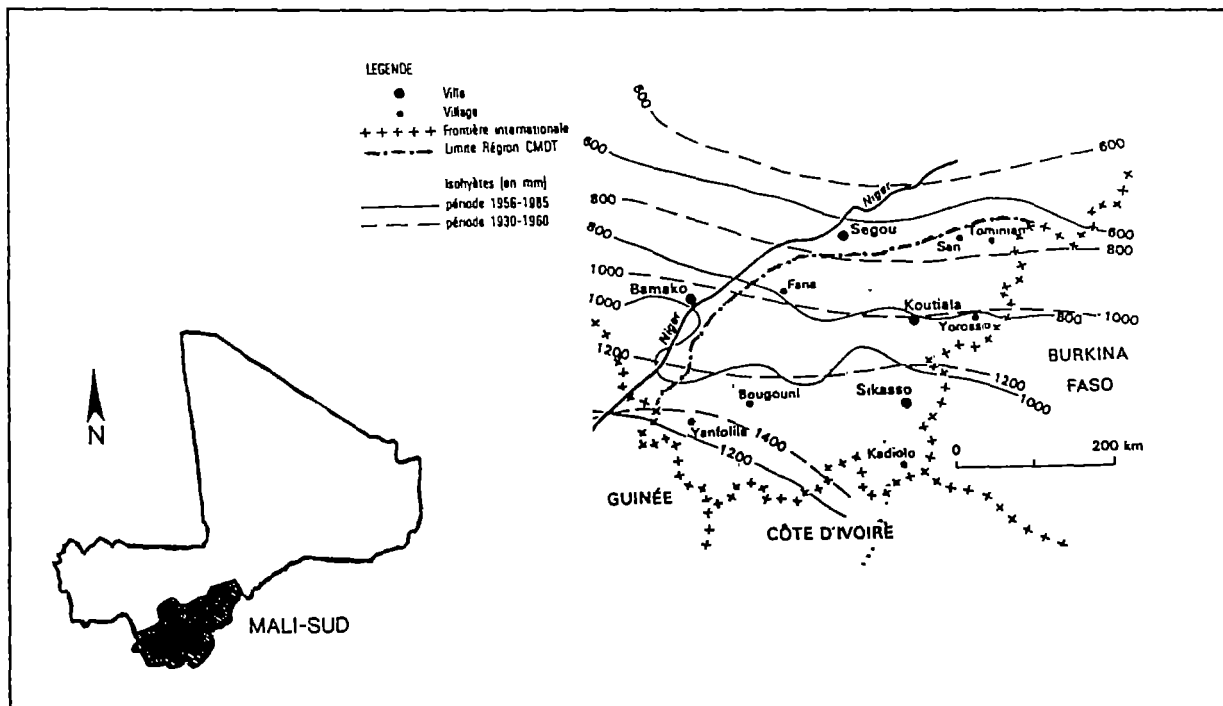 LEGENDE
Ville
Village
Frontière internationale
Limite Région CMDT
Isohyètes (en mm)
période 1956-1985
période 1930-1960
600
600
600
800
800
1000
1000
1200
Niger
Niger
Segou
San
Tominian
600
800
Bamako
Fana
Koutiala
Yorosso
800
1000
BURKINA
FASO
1200
1000
Bougouni
Sikasso
Yanfolila
1400
1200
Kadiolo
0
200 km
GUINÉE
CÔTE D'IVOIRE
N
MALI-SUD